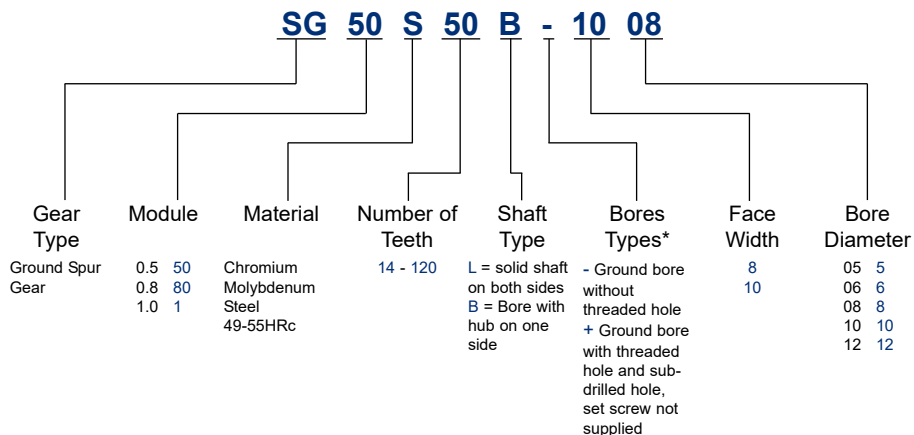 SG 50 S 50 B - 10 08
Gear
Type
Module
Material
Number of
Teeth
Shaft
Type
Bores
Types*
Face
Width
Bore
Diameter
Ground Spur
Gear
0.5 50
0.8 80
1.0 1
Chromium
Molybdenum
Steel
49-55HRc
14 - 120
L = solid shaft
on both sides
B = Bore with
hub on one
side
- Ground bore
without
threaded hole
+ Ground bore
with threaded
hole and sub-
drilled hole,
set screw not
supplied
8
10
05 5
06 6
08 8
10 10
12 12